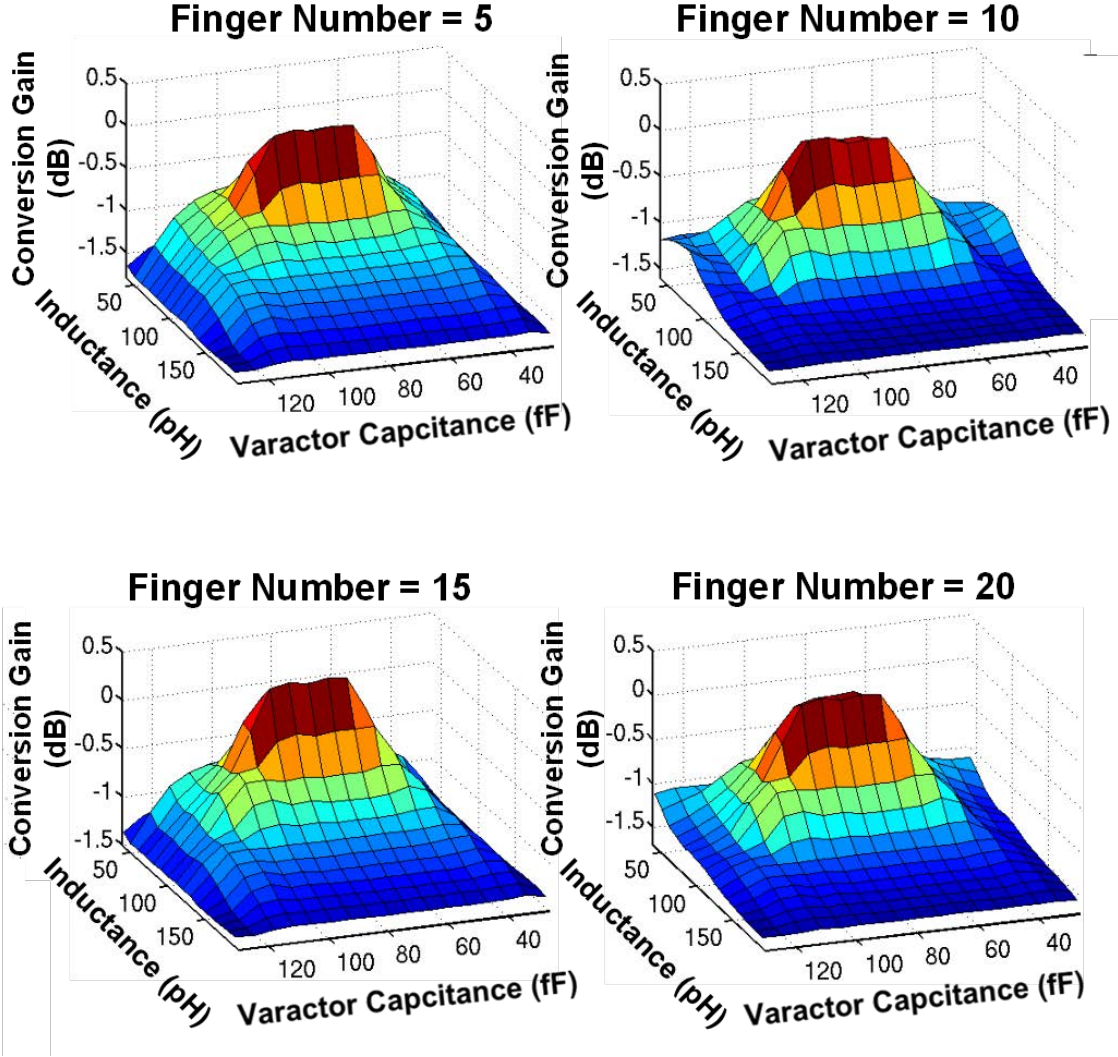 Finger Number = 5
Conversion Gain
(dB)
0.5
0
-0.5
-1
-1.5
50
100
150
Inductance (pH)
120
100
80
60
40
Varactor Capcitance (fF)
Finger Number = 10
Conversion Gain
(dB)
0.5
0
-0.5
-1
-1.5
50
100
150
Inductance (pH)
120
100
80
60
40
Varactor Capcitance (fF)
Finger Number = 15
Conversion Gain
(dB)
0.5
0
-0.5
-1
-1.5
50
100
150
Inductance (pH)
120
100
80
60
40
Varactor Capcitance (fF)
Finger Number = 20
Conversion Gain
(dB)
0.5
0
-0.5
-1
-1.5
50
100
150
Inductance (pH)
120
100
80
60
40
Varactor Capcitance (fF)